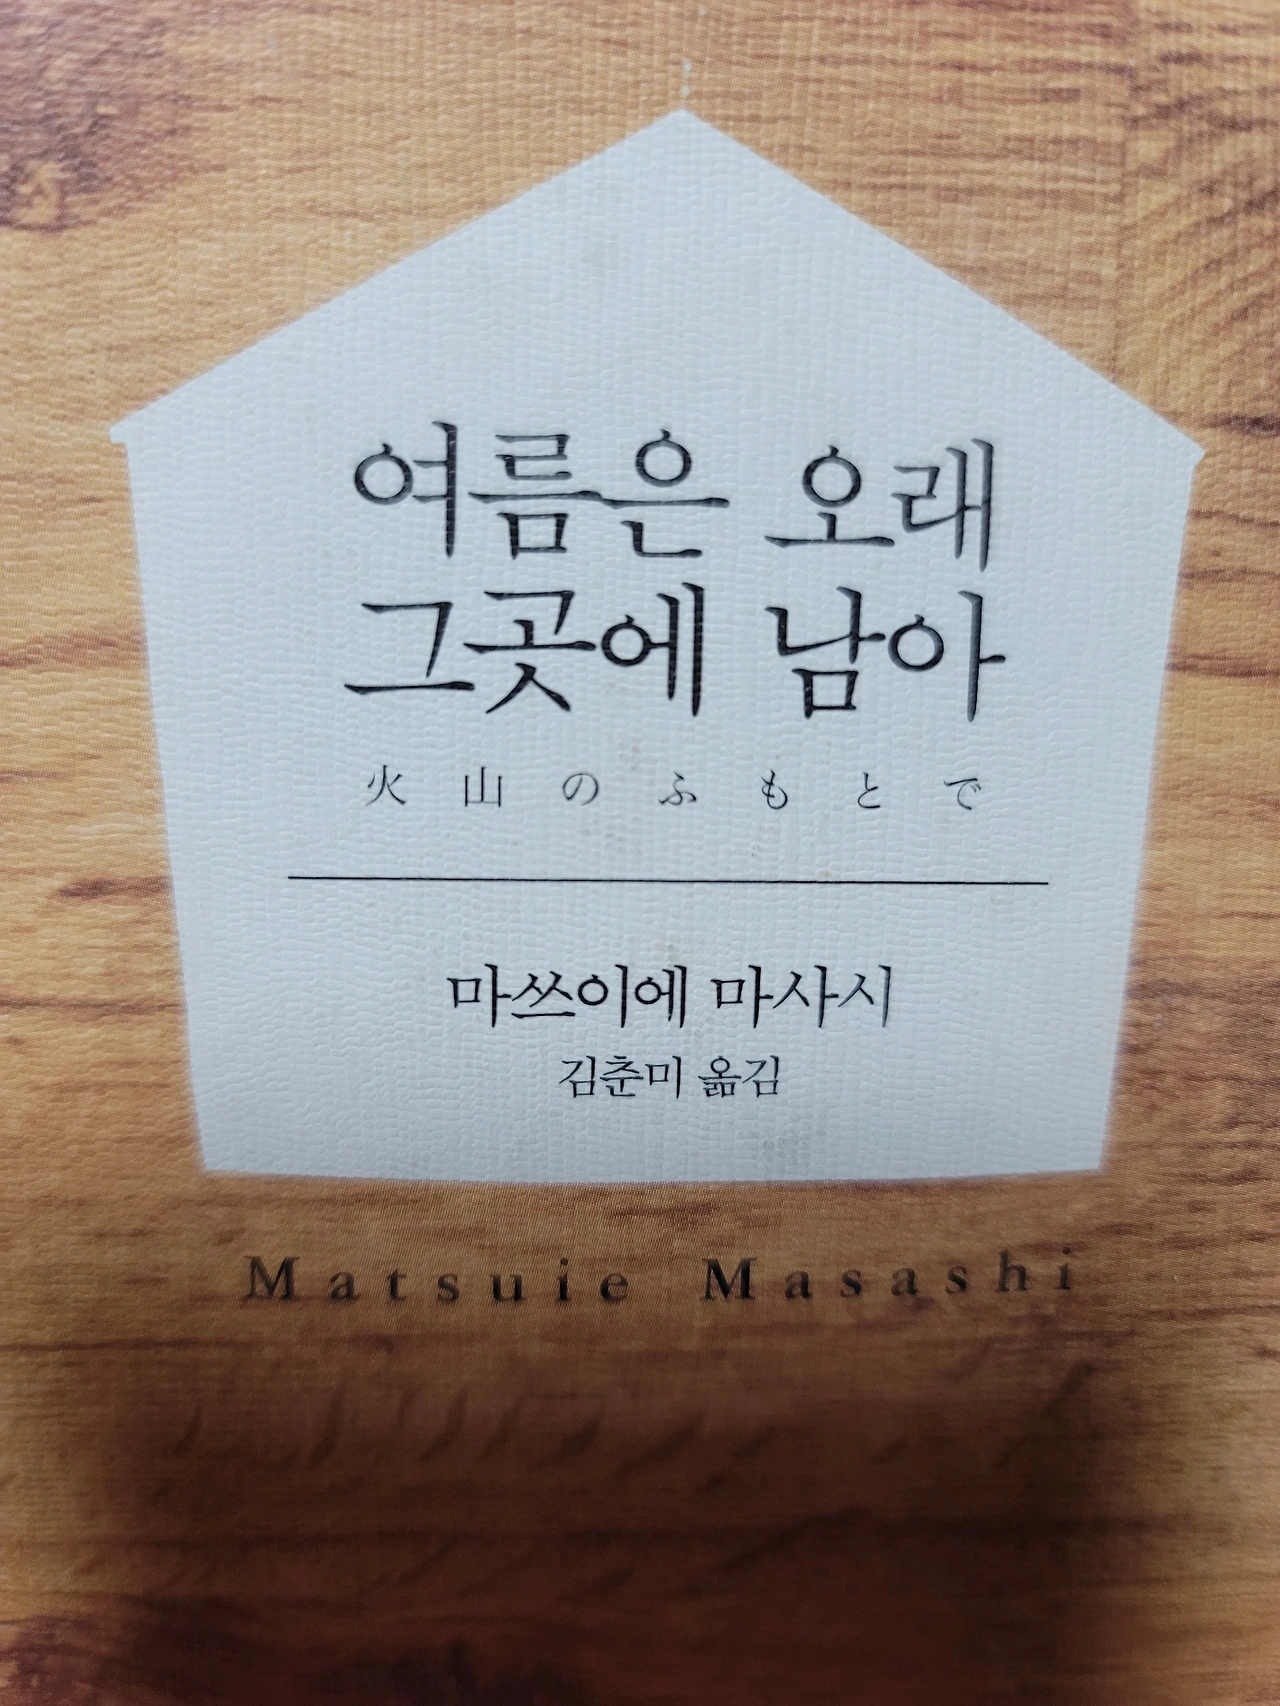 여름은 오래
그곳에 남아
火山のふもとで
마쓰이에 마사시
김춘미 옮김
Matsuie Masashi